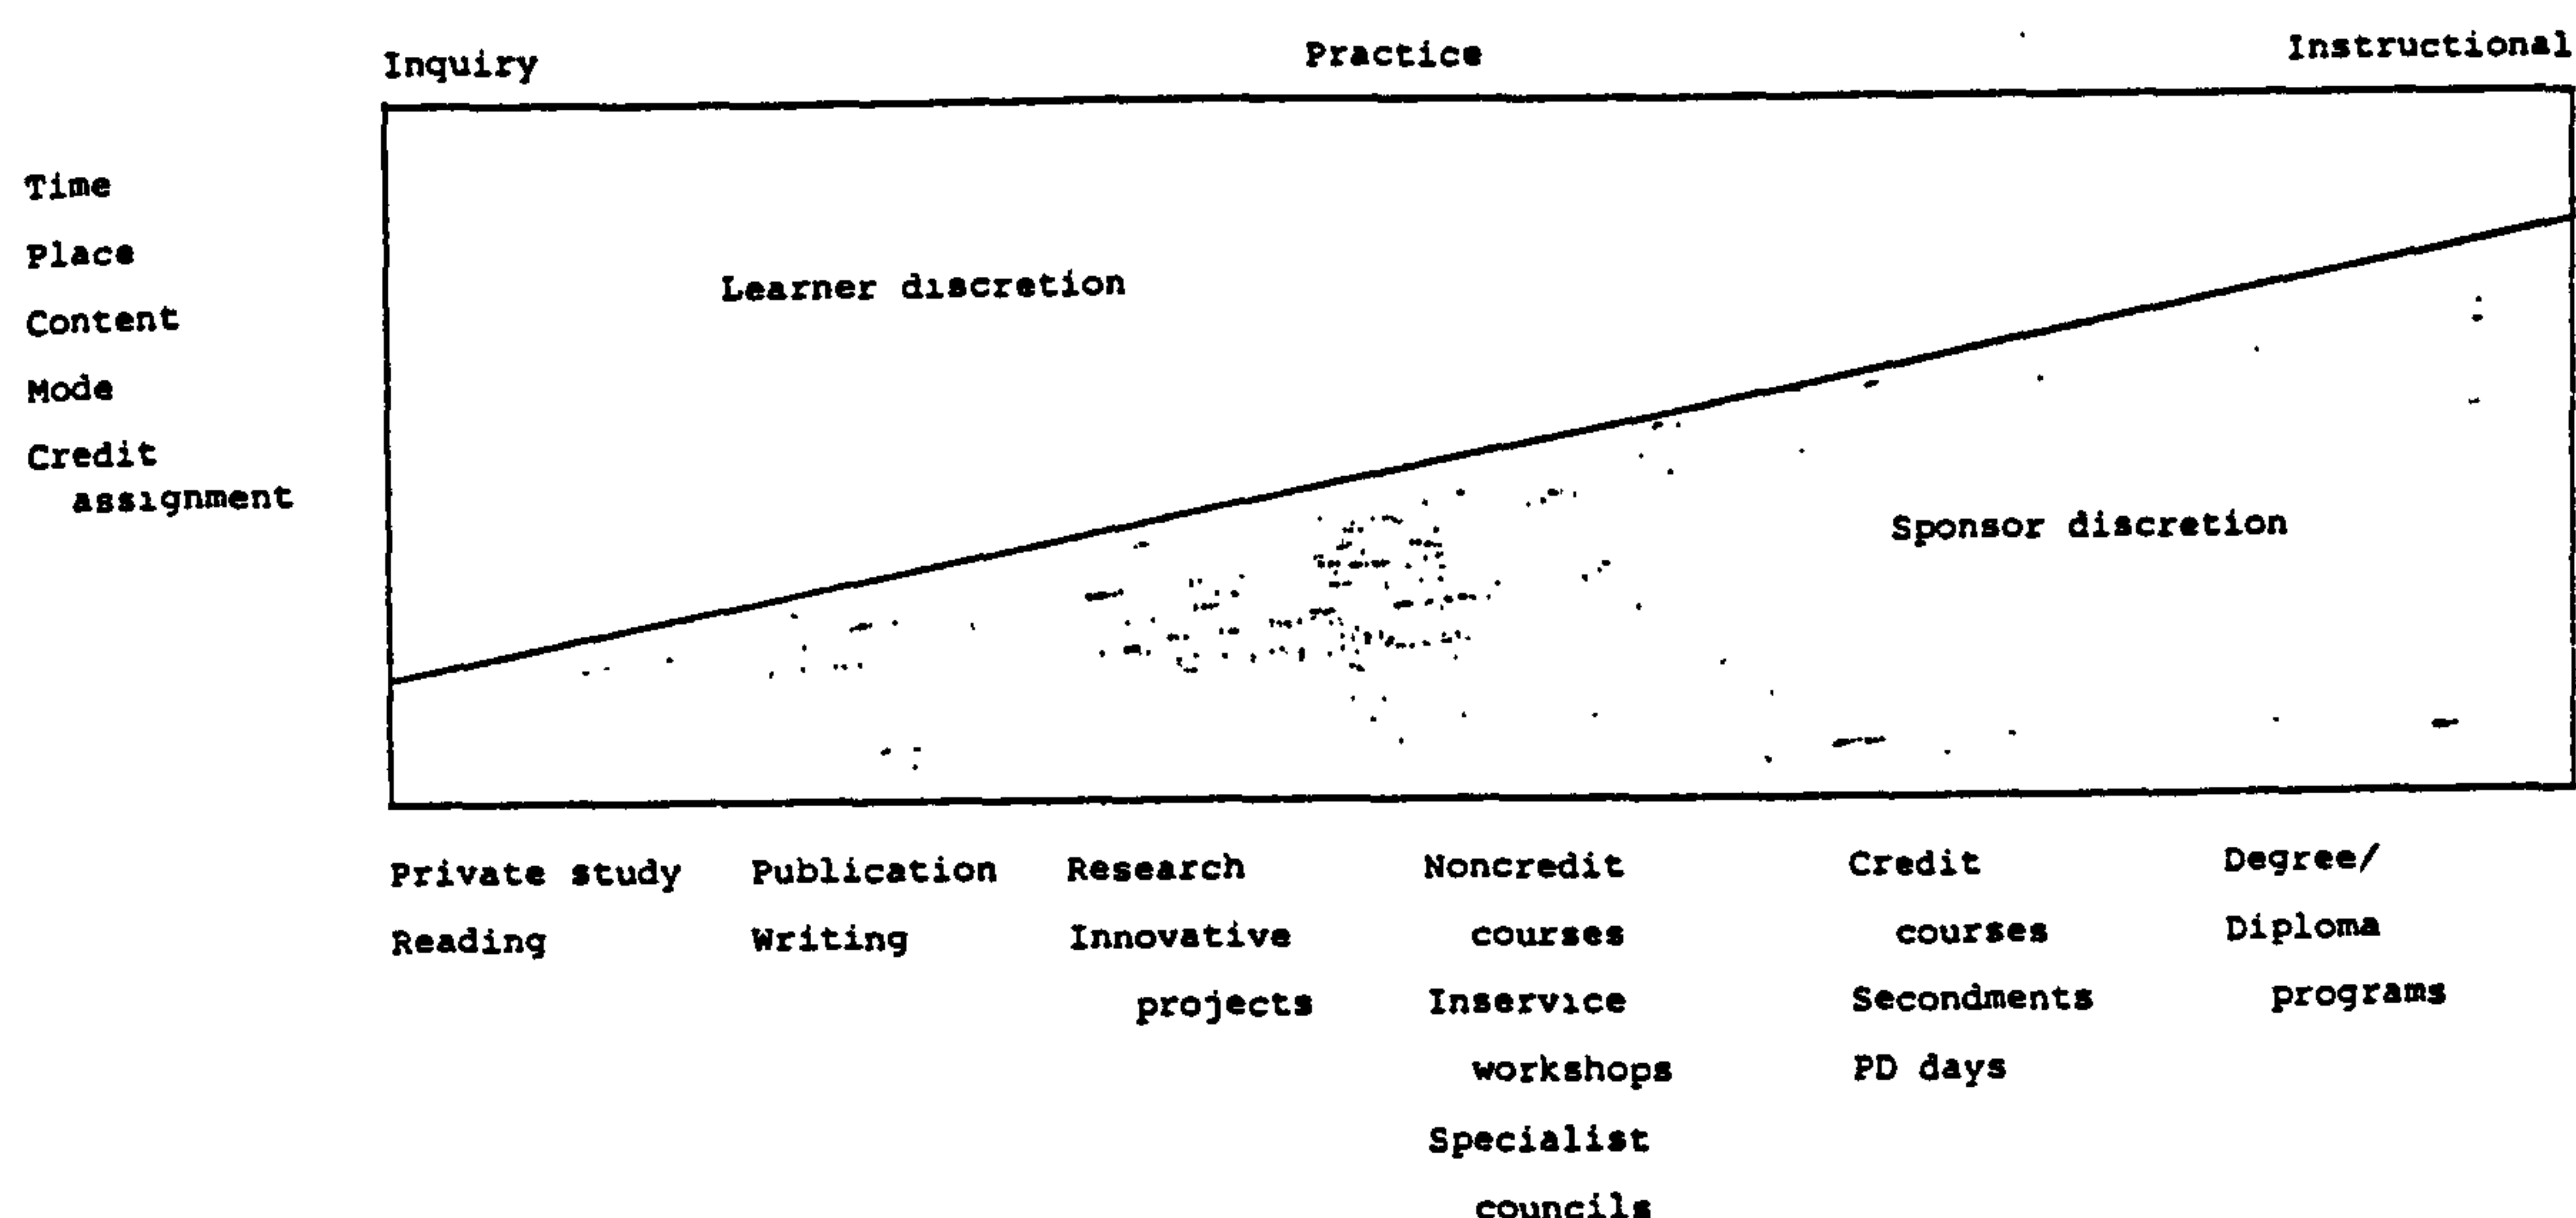 Inquiry Practice Instructional
Time
Place
Content
Mode
Credit
assignment
Learner discretion
Sponsor discretion
Private study Publication Research Noncredit Credit Degree/
Reading Writing Innovative courses courses Diploma
projects Inservice Secondments programs
workshops PD days
Specialist
councils